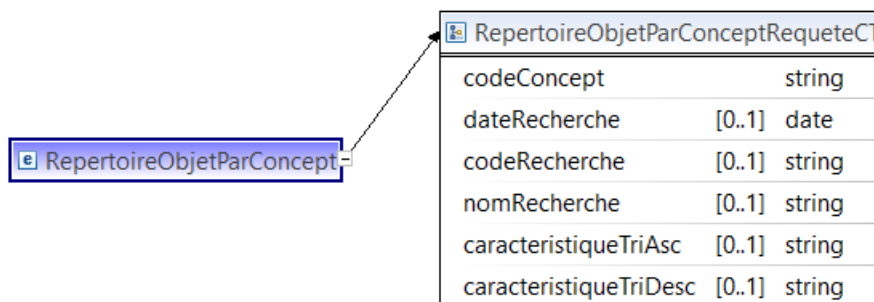 RepertoireObjetParConceptRequeteCT
codeConcept string
dateRecherche [0..1] date
e RepertoireObjetParConcept
codeRecherche [0..1] string
nomRecherche [0..1] string
caracteristiqueTriAsc [0..1] string
caracteristiqueTriDesc [0..1] string